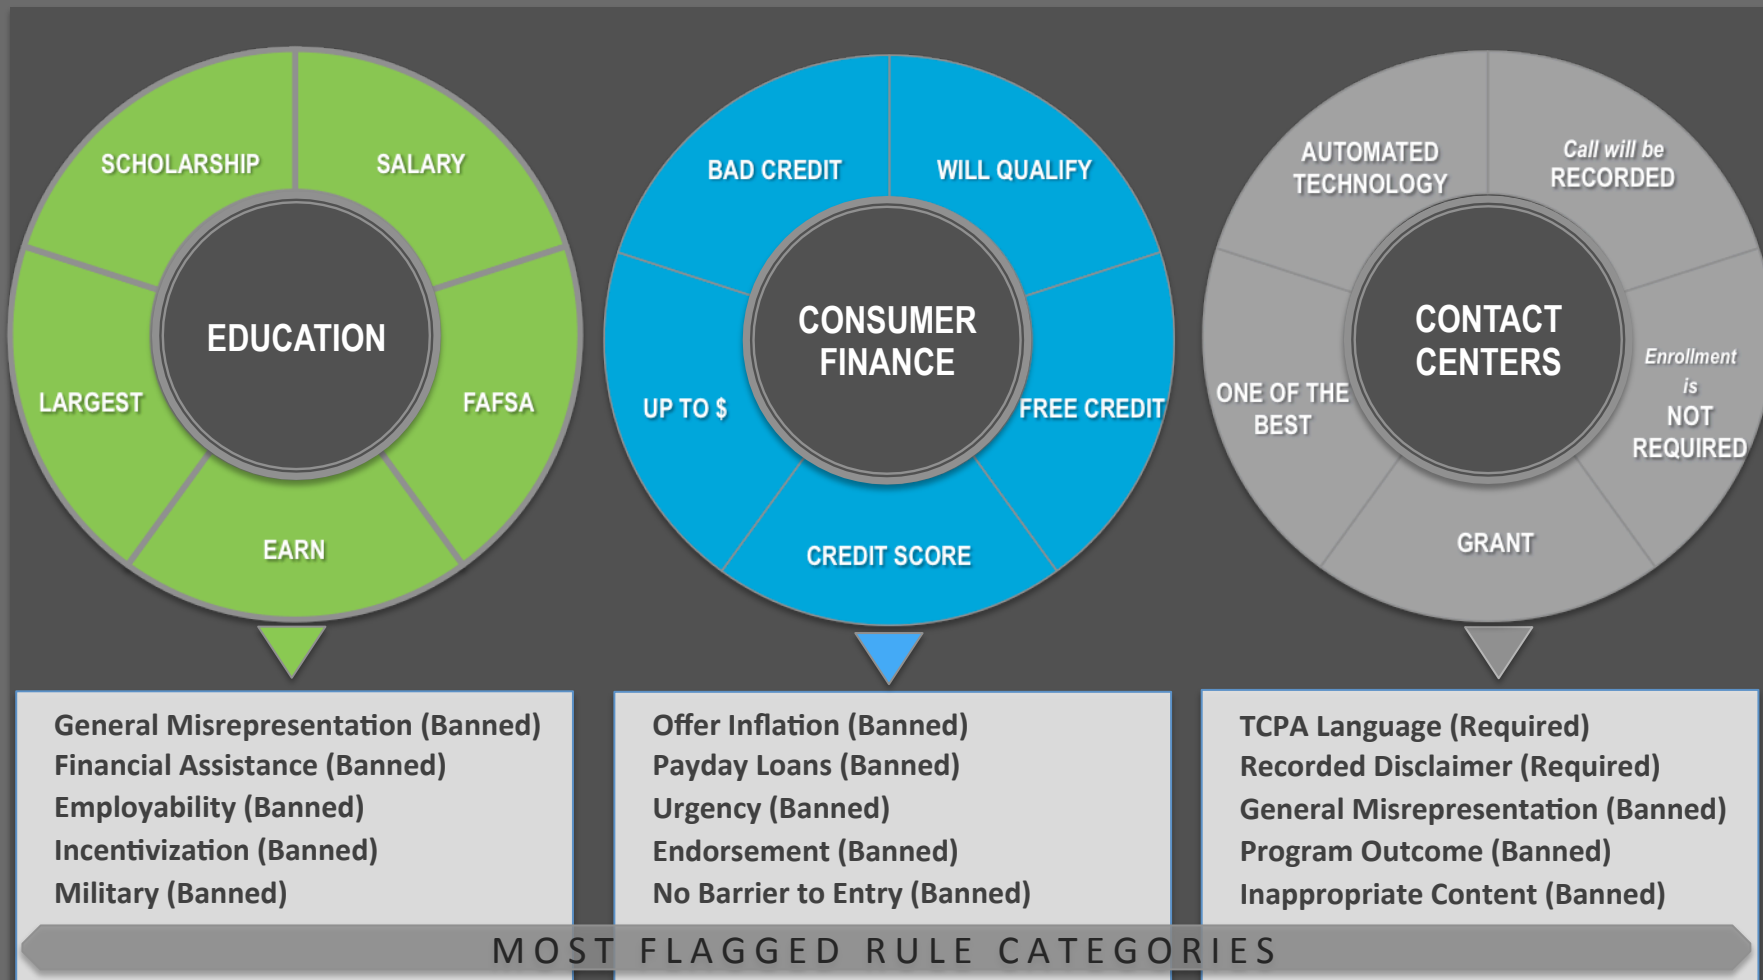 SCHOLARSHIP
SALARY
LARGEST
FAFSA
EARN
EDUCATION
BAD CREDIT
WILL QUALIFY
UP TO $
FREE CREDIT
CREDIT SCORE
CONSUMER
FINANCE
AUTOMATED
TECHNOLOGY
Call will be
RECORDED
ONE OF THE
BEST
Enrollment
is
NOT
REQUIRED
GRANT
CONTACT
CENTERS
General Misrepresentation (Banned)
Financial Assistance (Banned)
Employability (Banned)
Incentivization (Banned)
Military (Banned)
Offer Inflation (Banned)
Payday Loans (Banned)
Urgency (Banned)
Endorsement (Banned)
No Barrier to Entry (Banned)
TCPA Language (Required)
Recorded Disclaimer (Required)
General Misrepresentation (Banned)
Program Outcome (Banned)
Inappropriate Content (Banned)
MOST FLAGGED RULE CATEGORIES